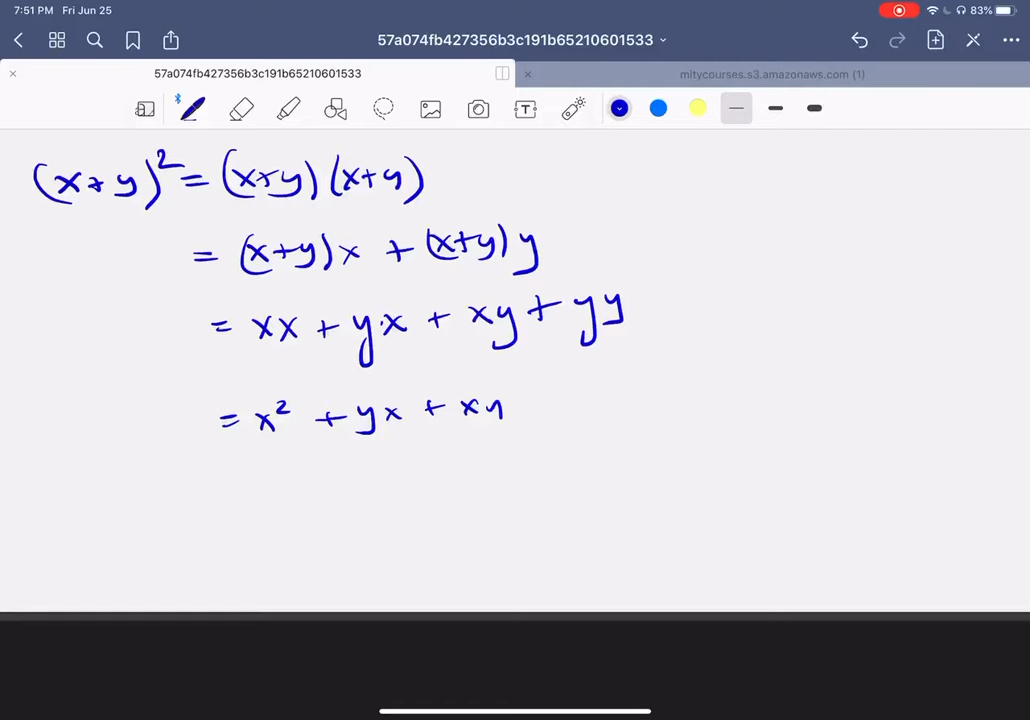 7:51 PM Fri Jun 25 83%
57a074fb427356b3c191b65210601533
57a074fb427356b3c191b65210601533 mitycourses.s3.amazonaws.com (1)
(x+y)² = (x+y)(x+y)
= (x+y)x + (x+y)y
= xx + y·x + xy + yy
= x² + yx + xy